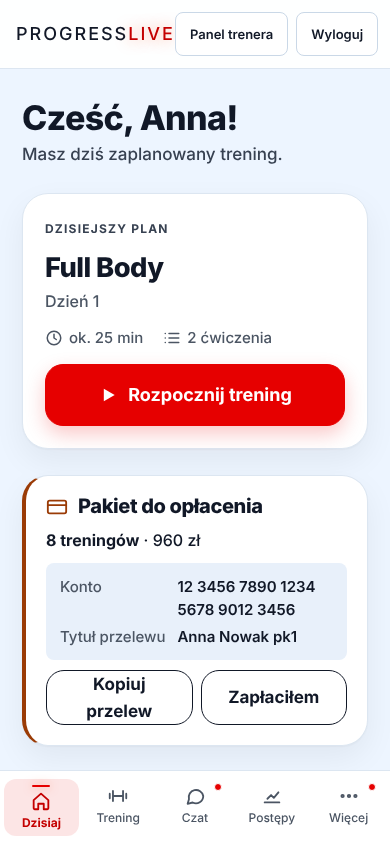 PROGRESSLIVE
Panel trenera
Wyloguj
Cześć, Anna!
Masz dziś zaplanowany trening.
DZISIEJSZY PLAN
Full Body
Dzień 1
ok. 25 min
2 ćwiczenia
Rozpocznij trening
Pakiet do opłacenia
8 treningów · 960 zł
Konto 12 3456 7890 1234
5678 9012 3456
Tytuł przelewu Anna Nowak pk1
Kopiuj
przelew
Zapłaciłem
Dzisiaj
Trening
Czat
Postępy
Więcej